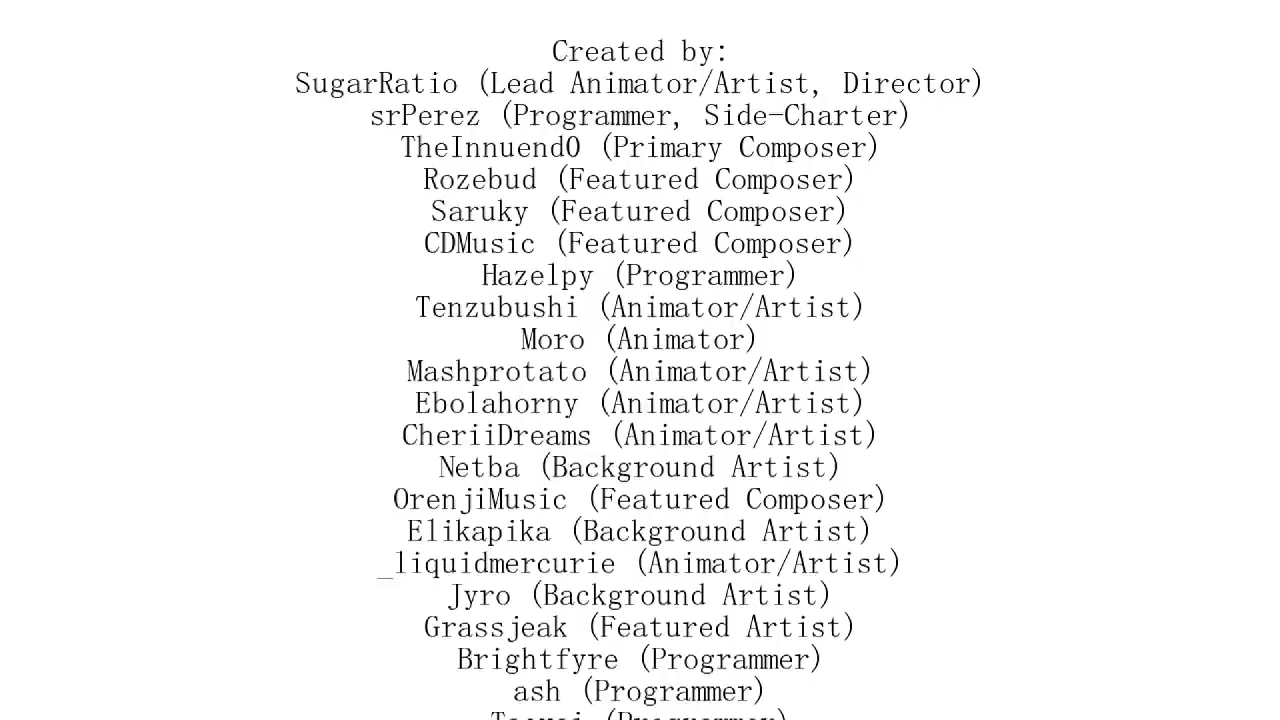 Created by:
SugarRatio (Lead Animator/Artist, Director)
srPerez (Programmer, Side-Charter)
TheInnuend0 (Primary Composer)
Rozebud (Featured Composer)
Saruky (Featured Composer)
CDMusic (Featured Composer)
Hazelpy (Programmer)
Tenzubushi (Animator/Artist)
Moro (Animator)
Mashprotato (Animator/Artist)
Ebolahorny (Animator/Artist)
CheriiDreams (Animator/Artist)
Netba (Background Artist)
OrenjiMusic (Featured Composer)
Elikapika (Background Artist)
_liquidmercurie (Animator/Artist)
Jyro (Background Artist)
Grassjeak (Featured Artist)
Brightfyre (Programmer)
ash (Programmer)
(Programmer)